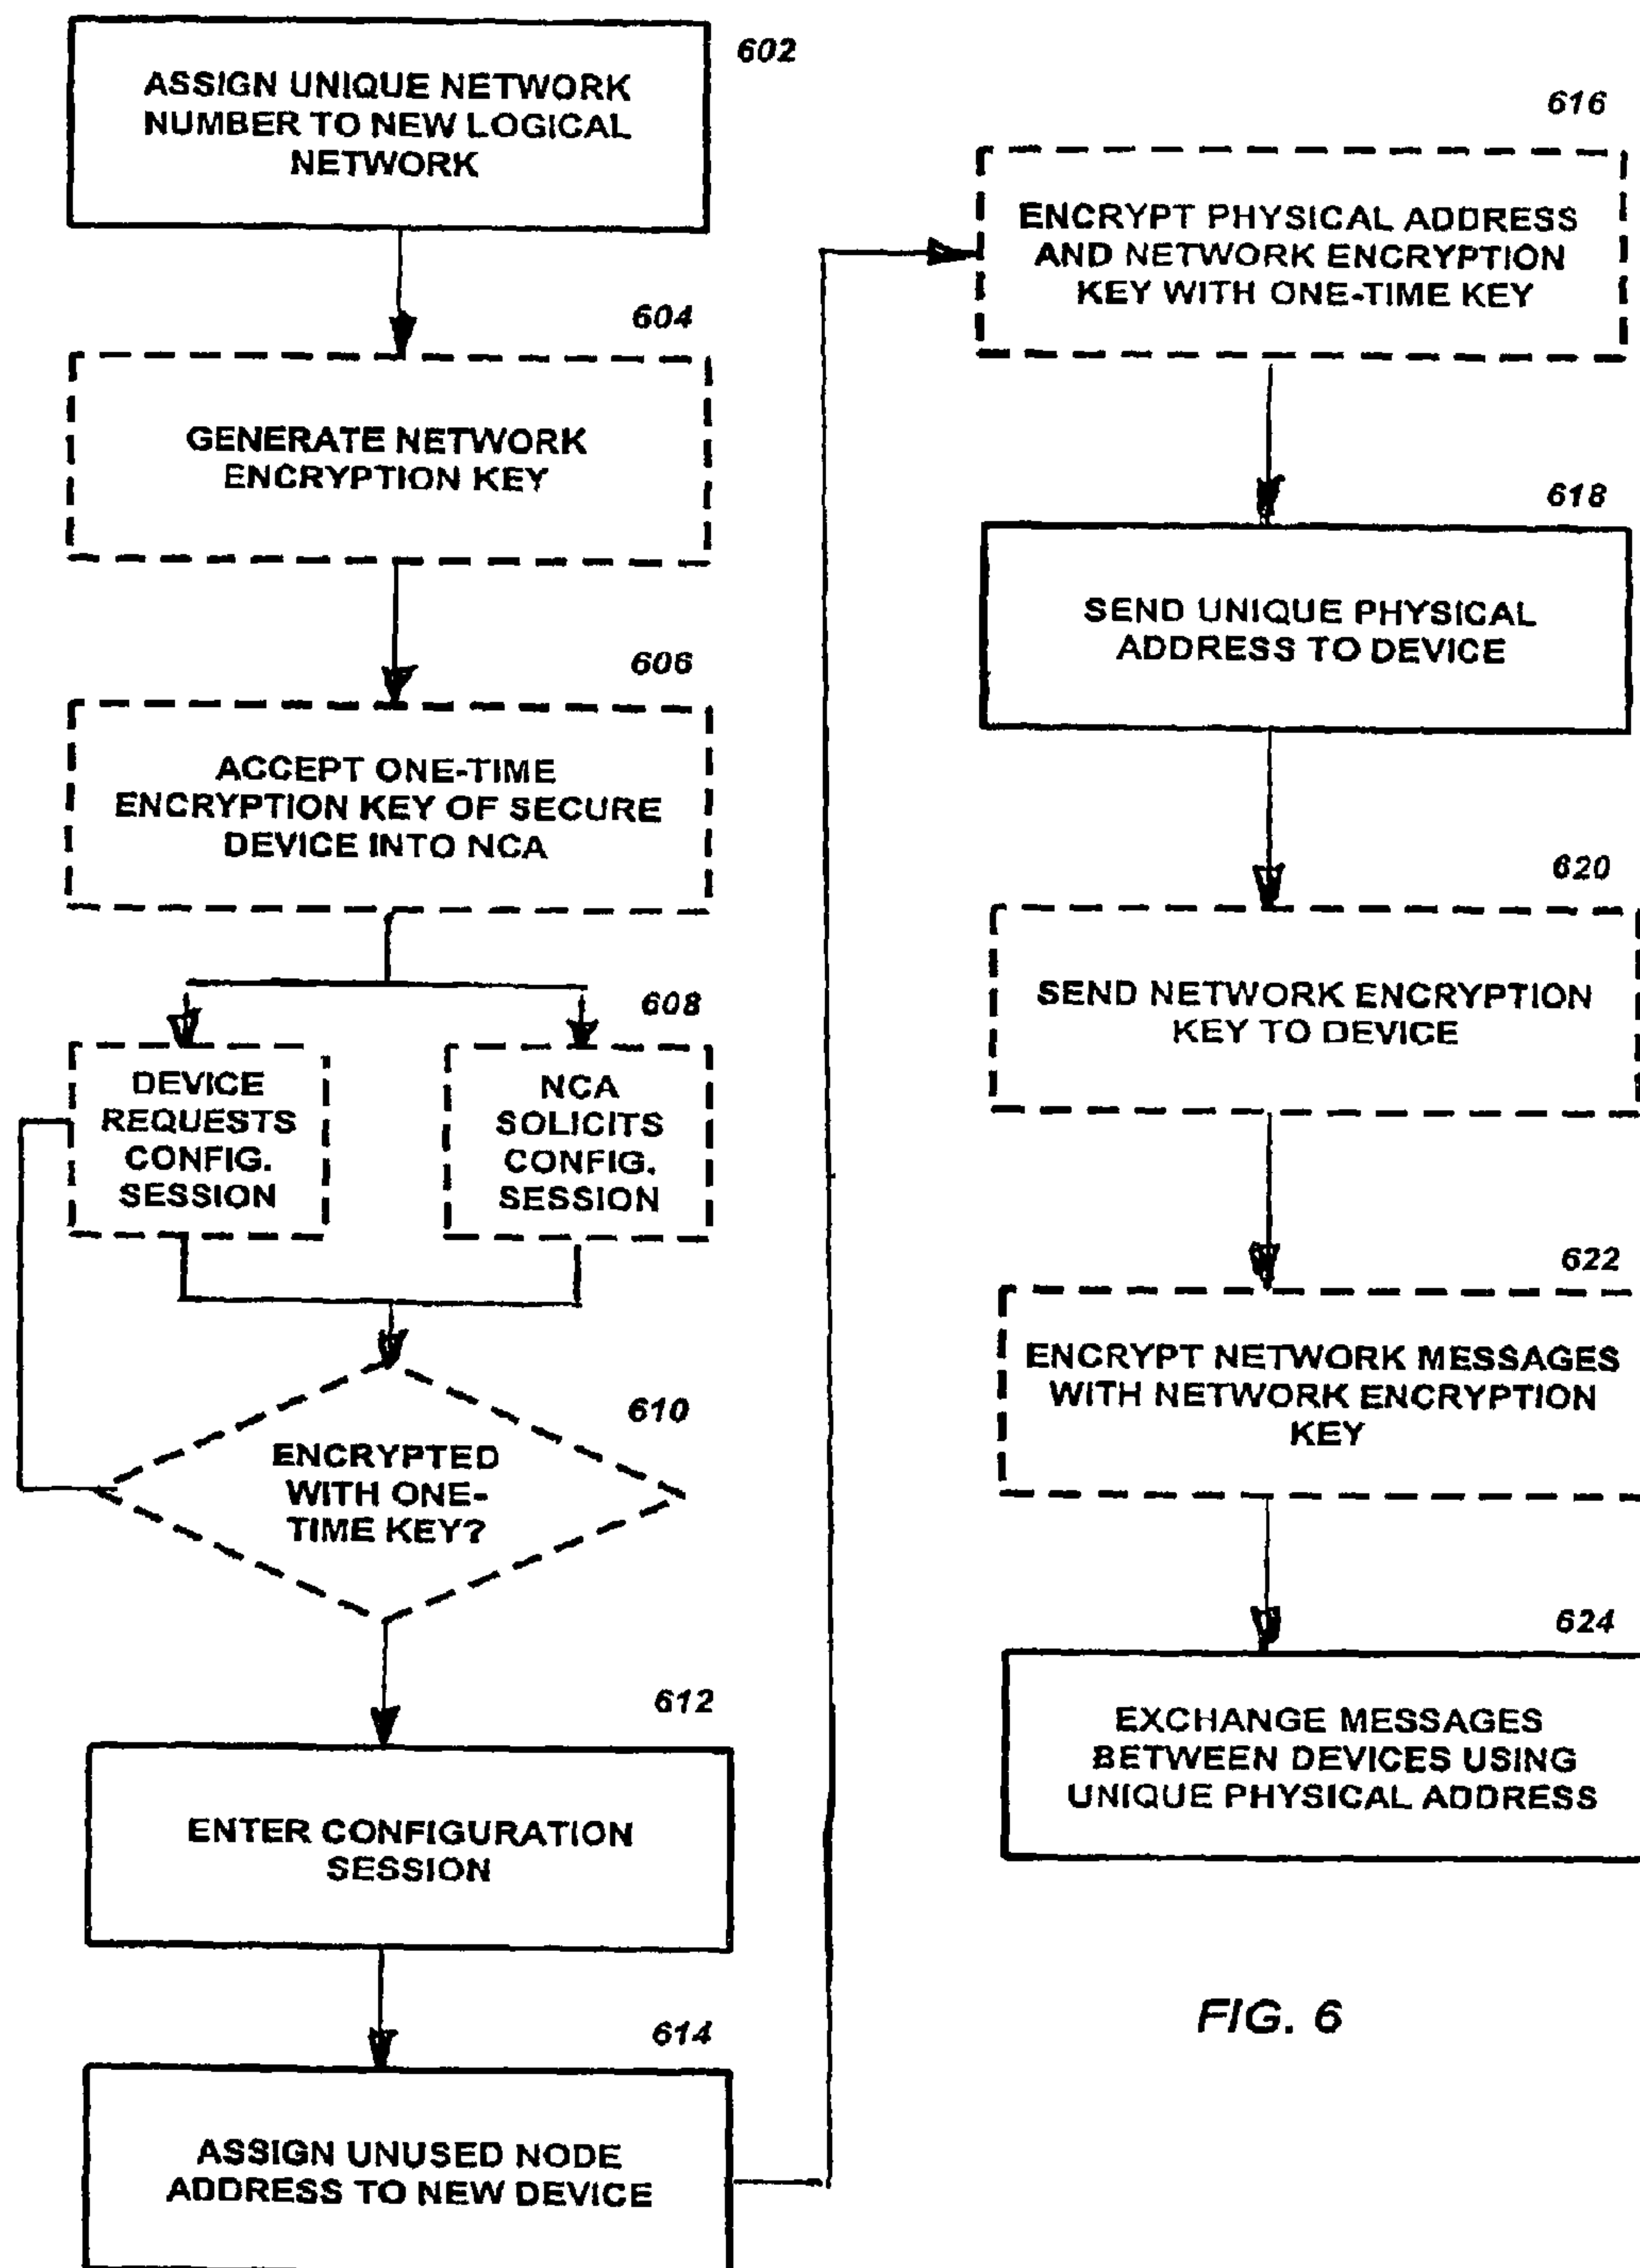 602
ASSIGN UNIQUE NETWORK
NUMBER TO NEW LOGICAL
NETWORK
604
GENERATE NETWORK
ENCRYPTION KEY
606
ACCEPT ONE-TIME
ENCRYPTION KEY OF SECURE
DEVICE INTO NCA
608
DEVICE
REQUESTS
CONFIG.
SESSION
NCA
SOLICITS
CONFIG.
SESSION
610
ENCRYPTED
WITH ONE-
TIME KEY?
612
ENTER CONFIGURATION
SESSION
614
ASSIGN UNUSED NODE
ADDRESS TO NEW DEVICE
616
ENCRYPT PHYSICAL ADDRESS
AND NETWORK ENCRYPTION
KEY WITH ONE-TIME KEY
618
SEND UNIQUE PHYSICAL
ADDRESS TO DEVICE
620
SEND NETWORK ENCRYPTION
KEY TO DEVICE
622
ENCRYPT NETWORK MESSAGES
WITH NETWORK ENCRYPTION
KEY
624
EXCHANGE MESSAGES
BETWEEN DEVICES USING
UNIQUE PHYSICAL ADDRESS
FIG. 6